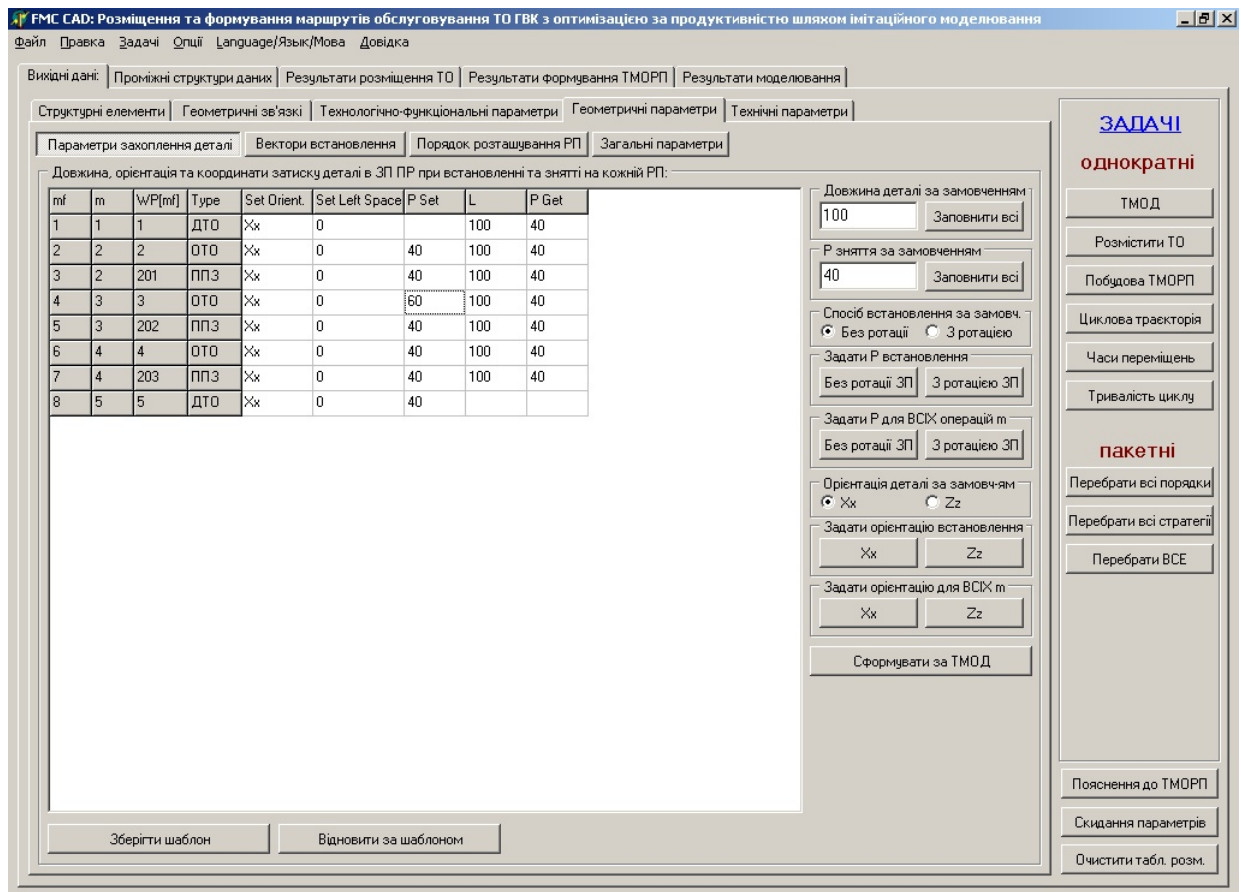 FMC CAD: Розміщення та формування маршрутів обслуговування ТО ГВК з оптимізацією за продуктивністю шляхом імітаційного моделювання
Файл Правка Задачі Опції Language/Язык/Мова Довідка
Вихідні дані: Проміжні структури даних Результати розміщення ТО Результати формування ТМОРП Результати моделювання
Структурні елементи Геометричні зв'язкі Технологічно-функціональні параметри Геометричні параметри Технічні параметри
Параметри захоплення деталі Вектори встановлення Порядок розташування РП Загальні параметри
Довжина, орієнтація та координати затиску деталі в ЗП ПР при встановленні та знятті на кожній РП:
mf m WP[mf] Type Set Orient. Set Left Space P Set L P Get
1 1 1 ДТО Xx 0 100 40
2 2 2 ОТО Xx 0 40 100 40
3 2 201 ППЗ Xx 0 40 100 40
4 3 3 ОТО Xx 0 60 100 40
5 3 202 ППЗ Xx 0 40 100 40
6 4 4 ОТО Xx 0 40 100 40
7 4 203 ППЗ Xx 0 40 100 40
8 5 5 ДТО Xx 0 40
Довжина деталі за замовченням
100 Заповнити всі
Р зняття за замовченням
40 Заповнити всі
Спосіб встановлення за замовч.
Без ротації З ротацією
Задати Р встановлення
Без ротації ЗП З ротацією ЗП
Задати Р для ВСІХ операцій m
Без ротації ЗП З ротацією ЗП
Орієнтація деталі за замовч-ям
Xx Zz
Задати орієнтацію встановлення
Xx Zz
Задати орієнтацію для ВСІХ m
Xx Zz
Сформувати за ТМОД
Зберігти шаблон Відновити за шаблоном
ЗАДАЧІ
однократні
ТМОД
Розмістити ТО
Побудова ТМОРП
Циклова траєкторія
Часи переміщень
Тривалість циклу
пакетні
Перебрати всі порядки
Перебрати всі стратегії
Перебрати ВСЕ
Пояснення до ТМОРП
Скидання параметрів
Очистити табл. розм.